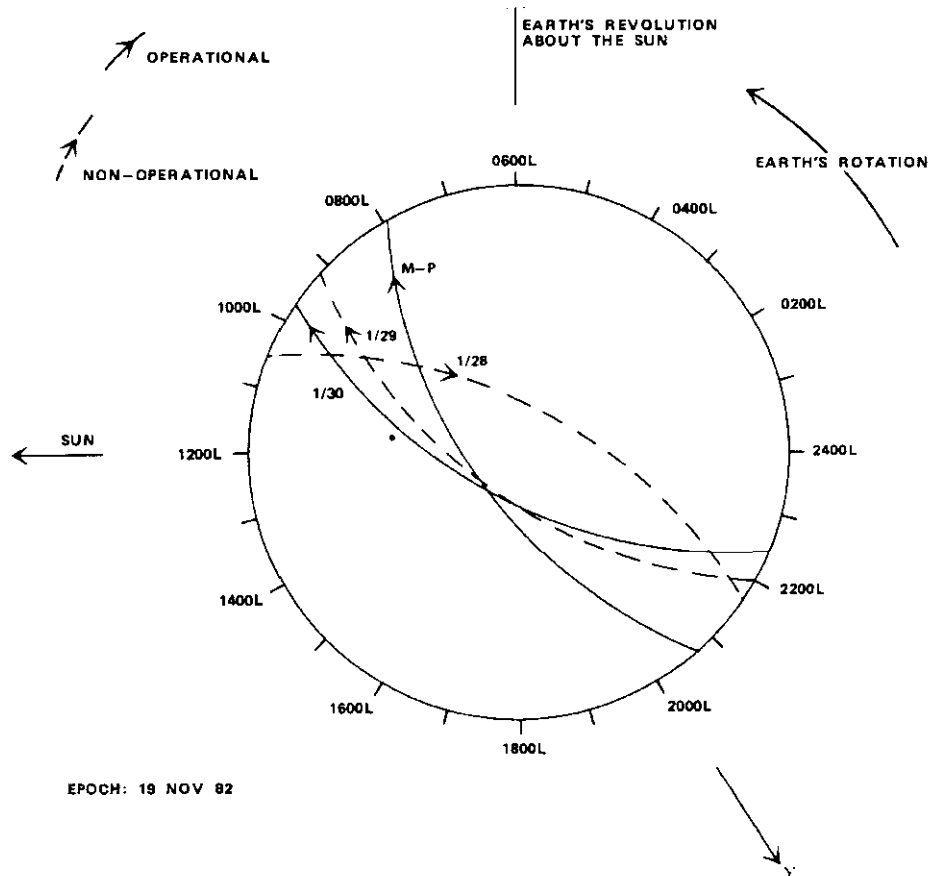 EARTH'S REVOLUTION
ABOUT THE SUN
OPERATIONAL
NON-OPERATIONAL
EARTH'S ROTATION
0600L
0800L
0400L
M-P
1000L
0200L
1/29
1/28
1/30
SUN
1200L
2400L
2200L
1400L
1600L
2000L
1800L
EPOCH: 19 NOV 82